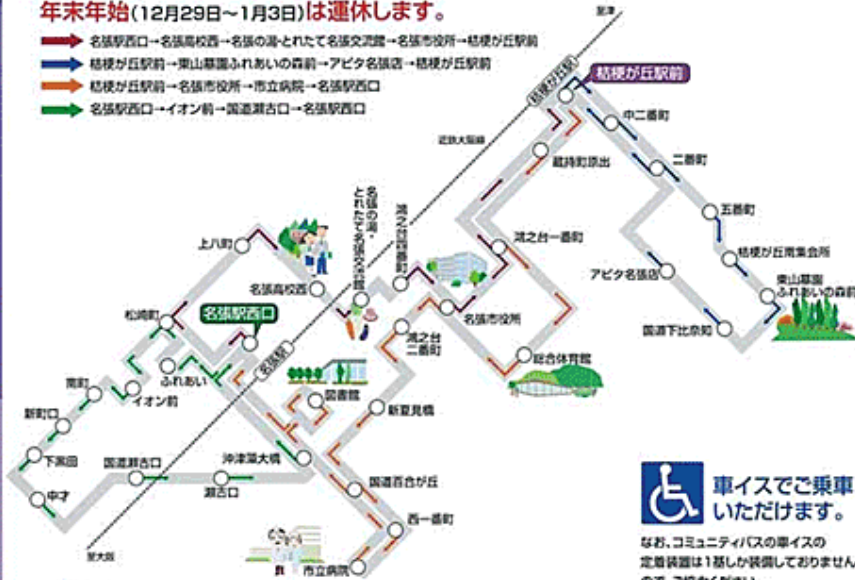 年末年始(12月29日～1月3日)は運休します。
名張駅西口→名張高校西→名張の湯・とれたて名張交流館→名張市役所→桔梗が丘駅前
桔梗が丘駅前→東山墓園ふれあいの森前→アピタ名張店→桔梗が丘駅前
桔梗が丘駅前→名張市役所→市立病院→名張駅西口
名張駅西口→イオン前→国道瀬古口→名張駅西口
至津
桔梗が丘駅
桔梗が丘駅前
中二番町
近鉄大阪線
蔵持町原出
二番町
五番町
桔梗が丘南集会所
東山墓園
ふれあいの森前
アピタ名張店
国道下比奈知
鴻之台一番町
鴻之台四番町
名張の湯・
とれたて名張交流館
上八町
名張高校西
松崎町
名張駅西口
名張市役所
鴻之台
二番町
総合体育館
名張駅
ふれあい
図書館
南町
イオン前
新夏見橋
新町口
下黒田
国道瀬古口
沖津藻大橋
中才
瀬古口
国道百合が丘
西一番町
至大阪
市立病院
車イスでご乗車
いただけます。
なお、コミュニティバスの車イスの
定着装置は1基しか装備しておりません